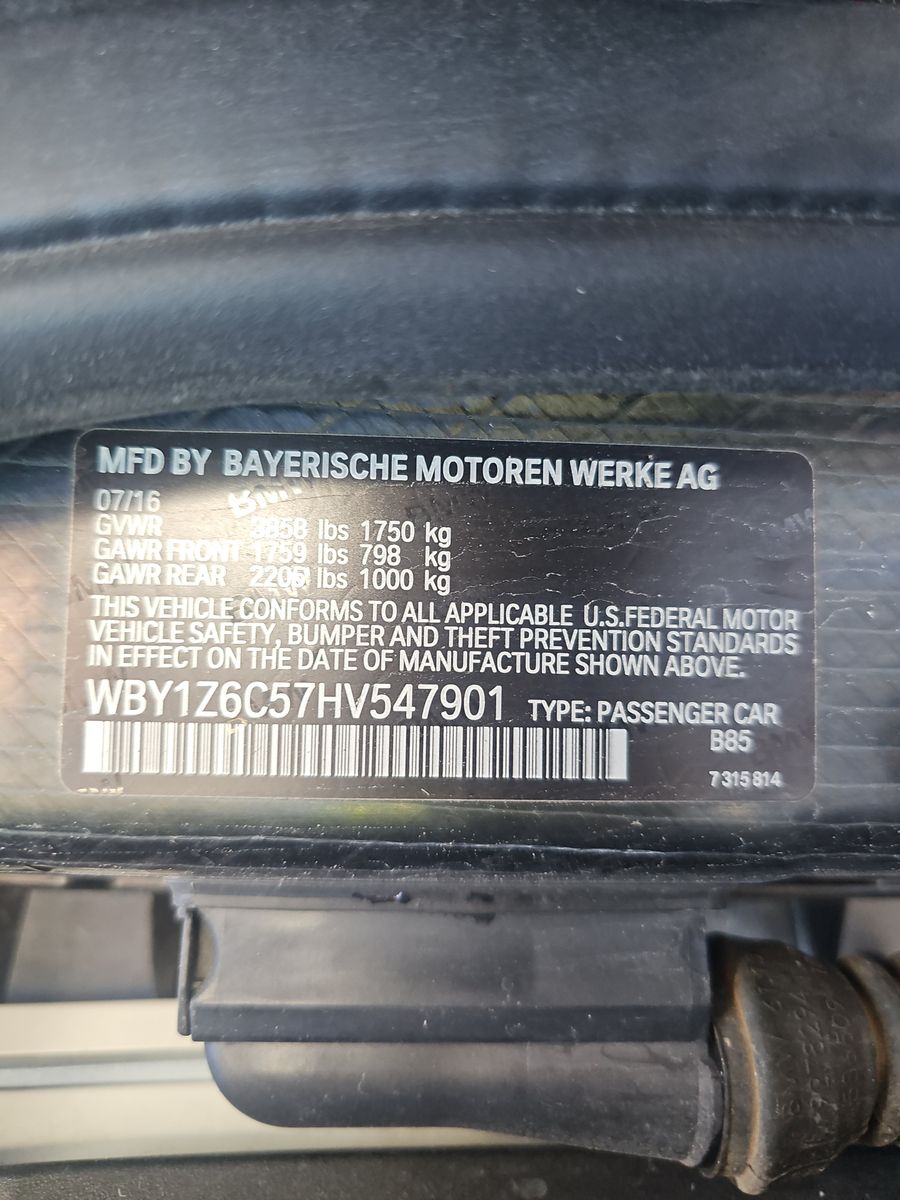 MFD BY BAYERISCHE MOTOREN WERKE AG
07/16
GVWR 3858 lbs 1750 kg
GAWR FRONT 1759 lbs 798 kg
GAWR REAR 2205 lbs 1000 kg
THIS VEHICLE CONFORMS TO ALL APPLICABLE U.S.FEDERAL MOTOR
VEHICLE SAFETY, BUMPER AND THEFT PREVENTION STANDARDS
IN EFFECT ON THE DATE OF MANUFACTURE SHOWN ABOVE.
WBY1Z6C57HV547901 TYPE: PASSENGER CAR
B85
7 315 814